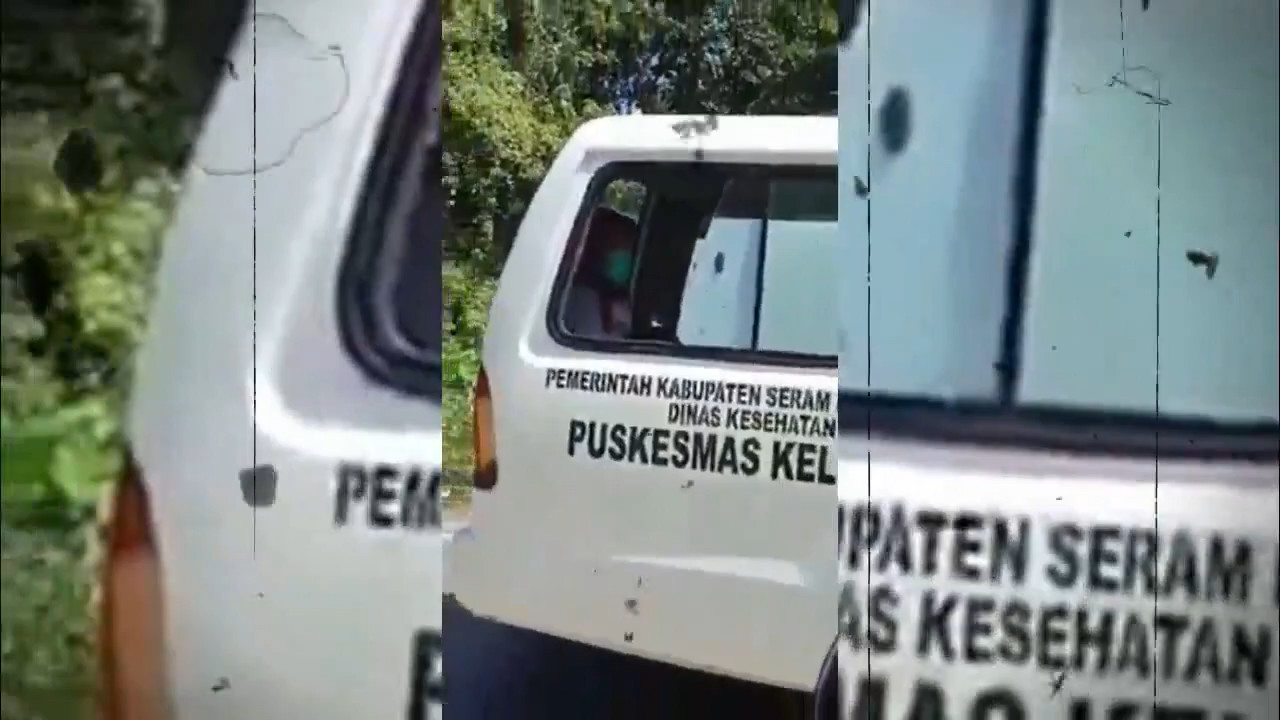 PEMERINTAH KABUPATEN SERAM
DINAS KESEHATAN
PUSKESMAS KEL
PEM
UPATEN SERAM
AS KESEHATAN